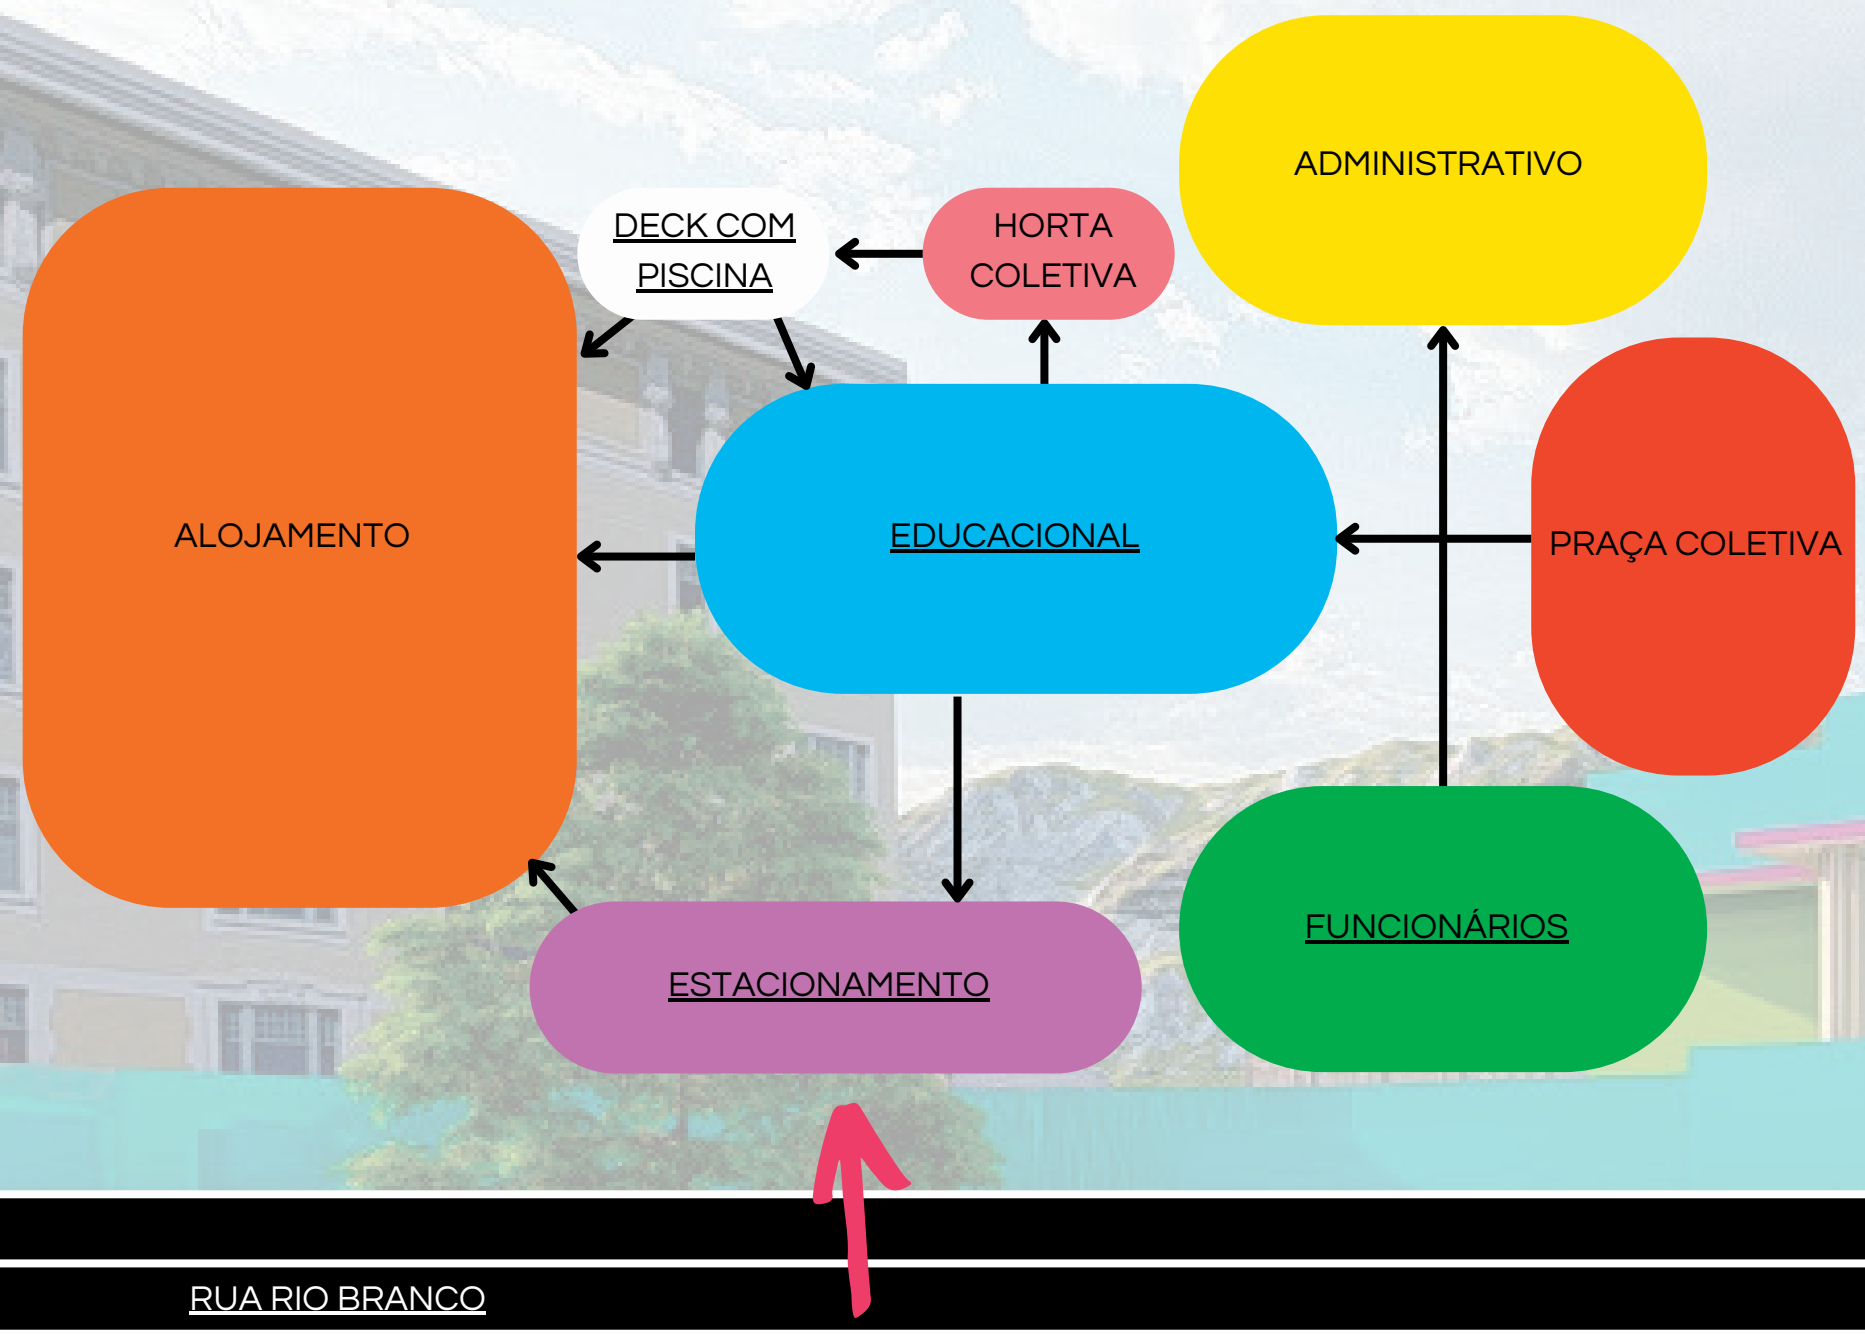 ADMINISTRATIVO
DECK COM
PISCINA
HORTA
COLETIVA
ALOJAMENTO
EDUCACIONAL
PRAÇA COLETIVA
FUNCIONÁRIOS
ESTACIONAMENTO
RUA RIO BRANCO